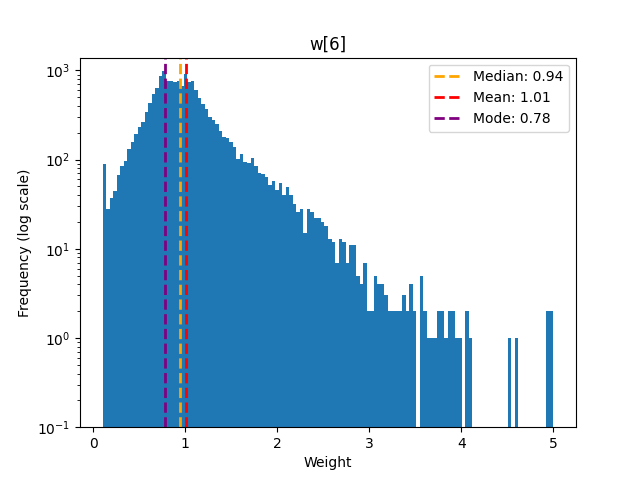 w[6]
Median: 0.94
Mean: 1.01
Mode: 0.78
Frequency (log scale)
10³
10²
10¹
10⁰
10⁻¹
0 1 2 3 4 5
Weight